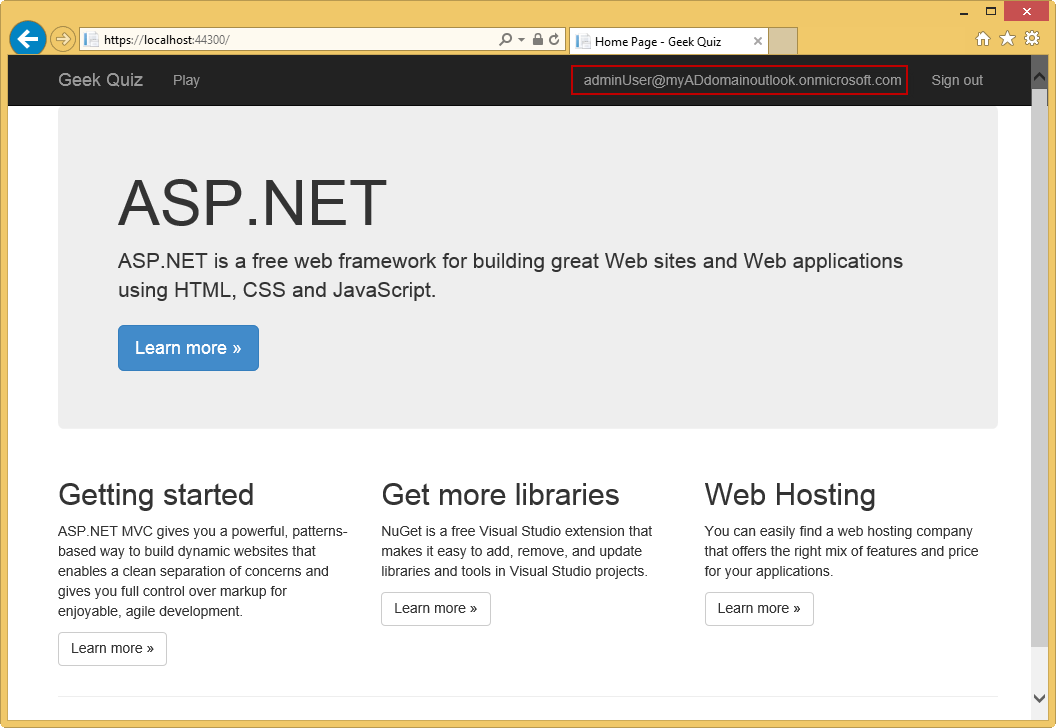 https://localhost:44300/
Home Page - Geek Quiz
Geek Quiz
Play
adminUser@myADdomainoutlook.onmicrosoft.com
Sign out
ASP.NET
ASP.NET is a free web framework for building great Web sites and Web applications
using HTML, CSS and JavaScript.
Learn more »
Getting started
ASP.NET MVC gives you a powerful, patterns-
based way to build dynamic websites that
enables a clean separation of concerns and
gives you full control over markup for
enjoyable, agile development.
Learn more »
Get more libraries
NuGet is a free Visual Studio extension that
makes it easy to add, remove, and update
libraries and tools in Visual Studio projects.
Learn more »
Web Hosting
You can easily find a web hosting company
that offers the right mix of features and price
for your applications.
Learn more »